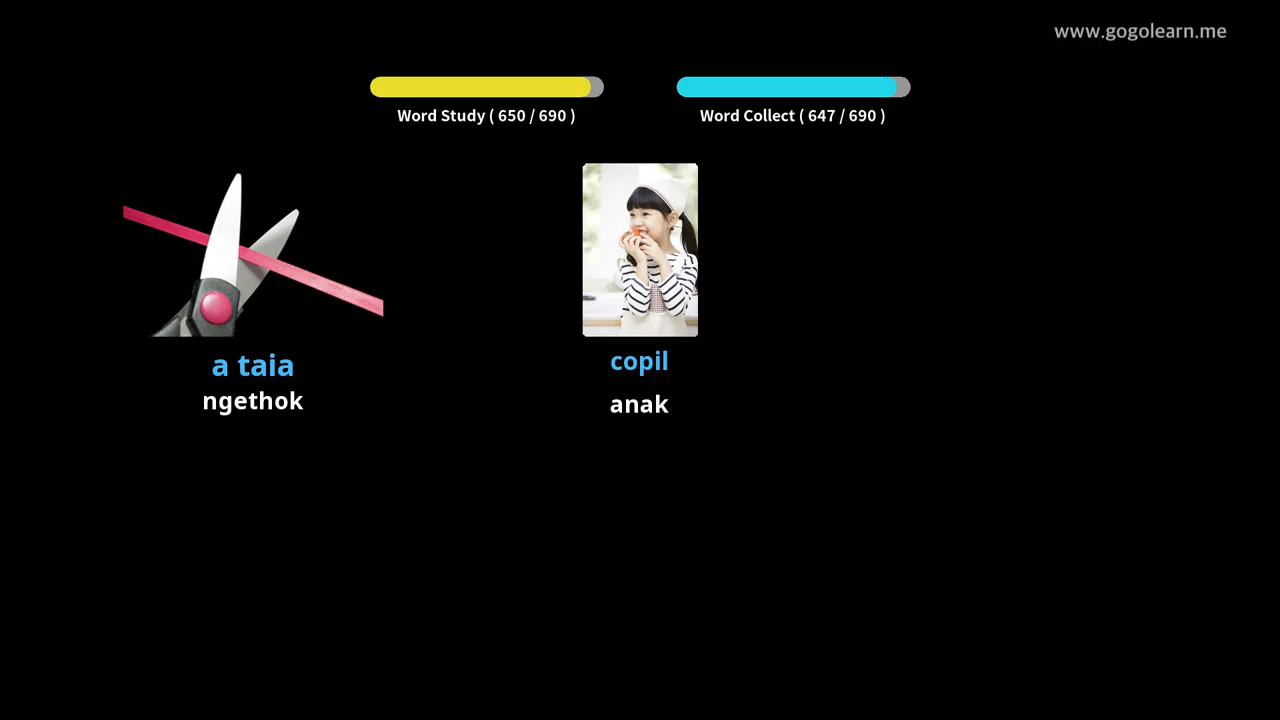 www.gogolearn.me
Word Study ( 650 / 690 )
Word Collect ( 647 / 690 )
a taia
ngethok
copil
anak